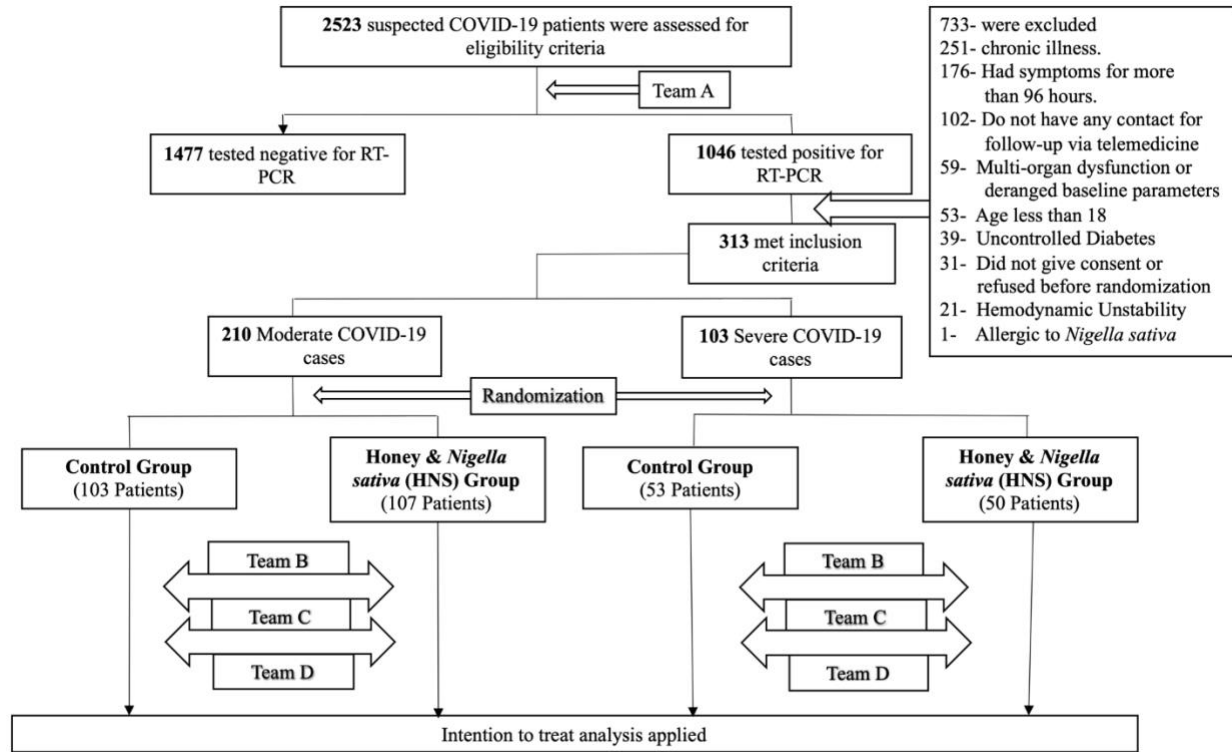 2523 suspected COVID-19 patients were assessed for
eligibility criteria
Team A
1477 tested negative for RT-
PCR
1046 tested positive for
RT-PCR
733- were excluded
251- chronic illness.
176- Had symptoms for more
than 96 hours.
102- Do not have any contact for
follow-up via telemedicine
59- Multi-organ dysfunction or
deranged baseline parameters
53- Age less than 18
39- Uncontrolled Diabetes
31- Did not give consent or
refused before randomization
21- Hemodynamic Unstability
1- Allergic to Nigella sativa
313 met inclusion
criteria
210 Moderate COVID-19
cases
103 Severe COVID-19
cases
Randomization
Control Group
(103 Patients)
Honey & Nigella
sativa (HNS) Group
(107 Patients)
Control Group
(53 Patients)
Honey & Nigella
sativa (HNS) Group
(50 Patients)
Team B
Team C
Team D
Team B
Team C
Team D
Intention to treat analysis applied